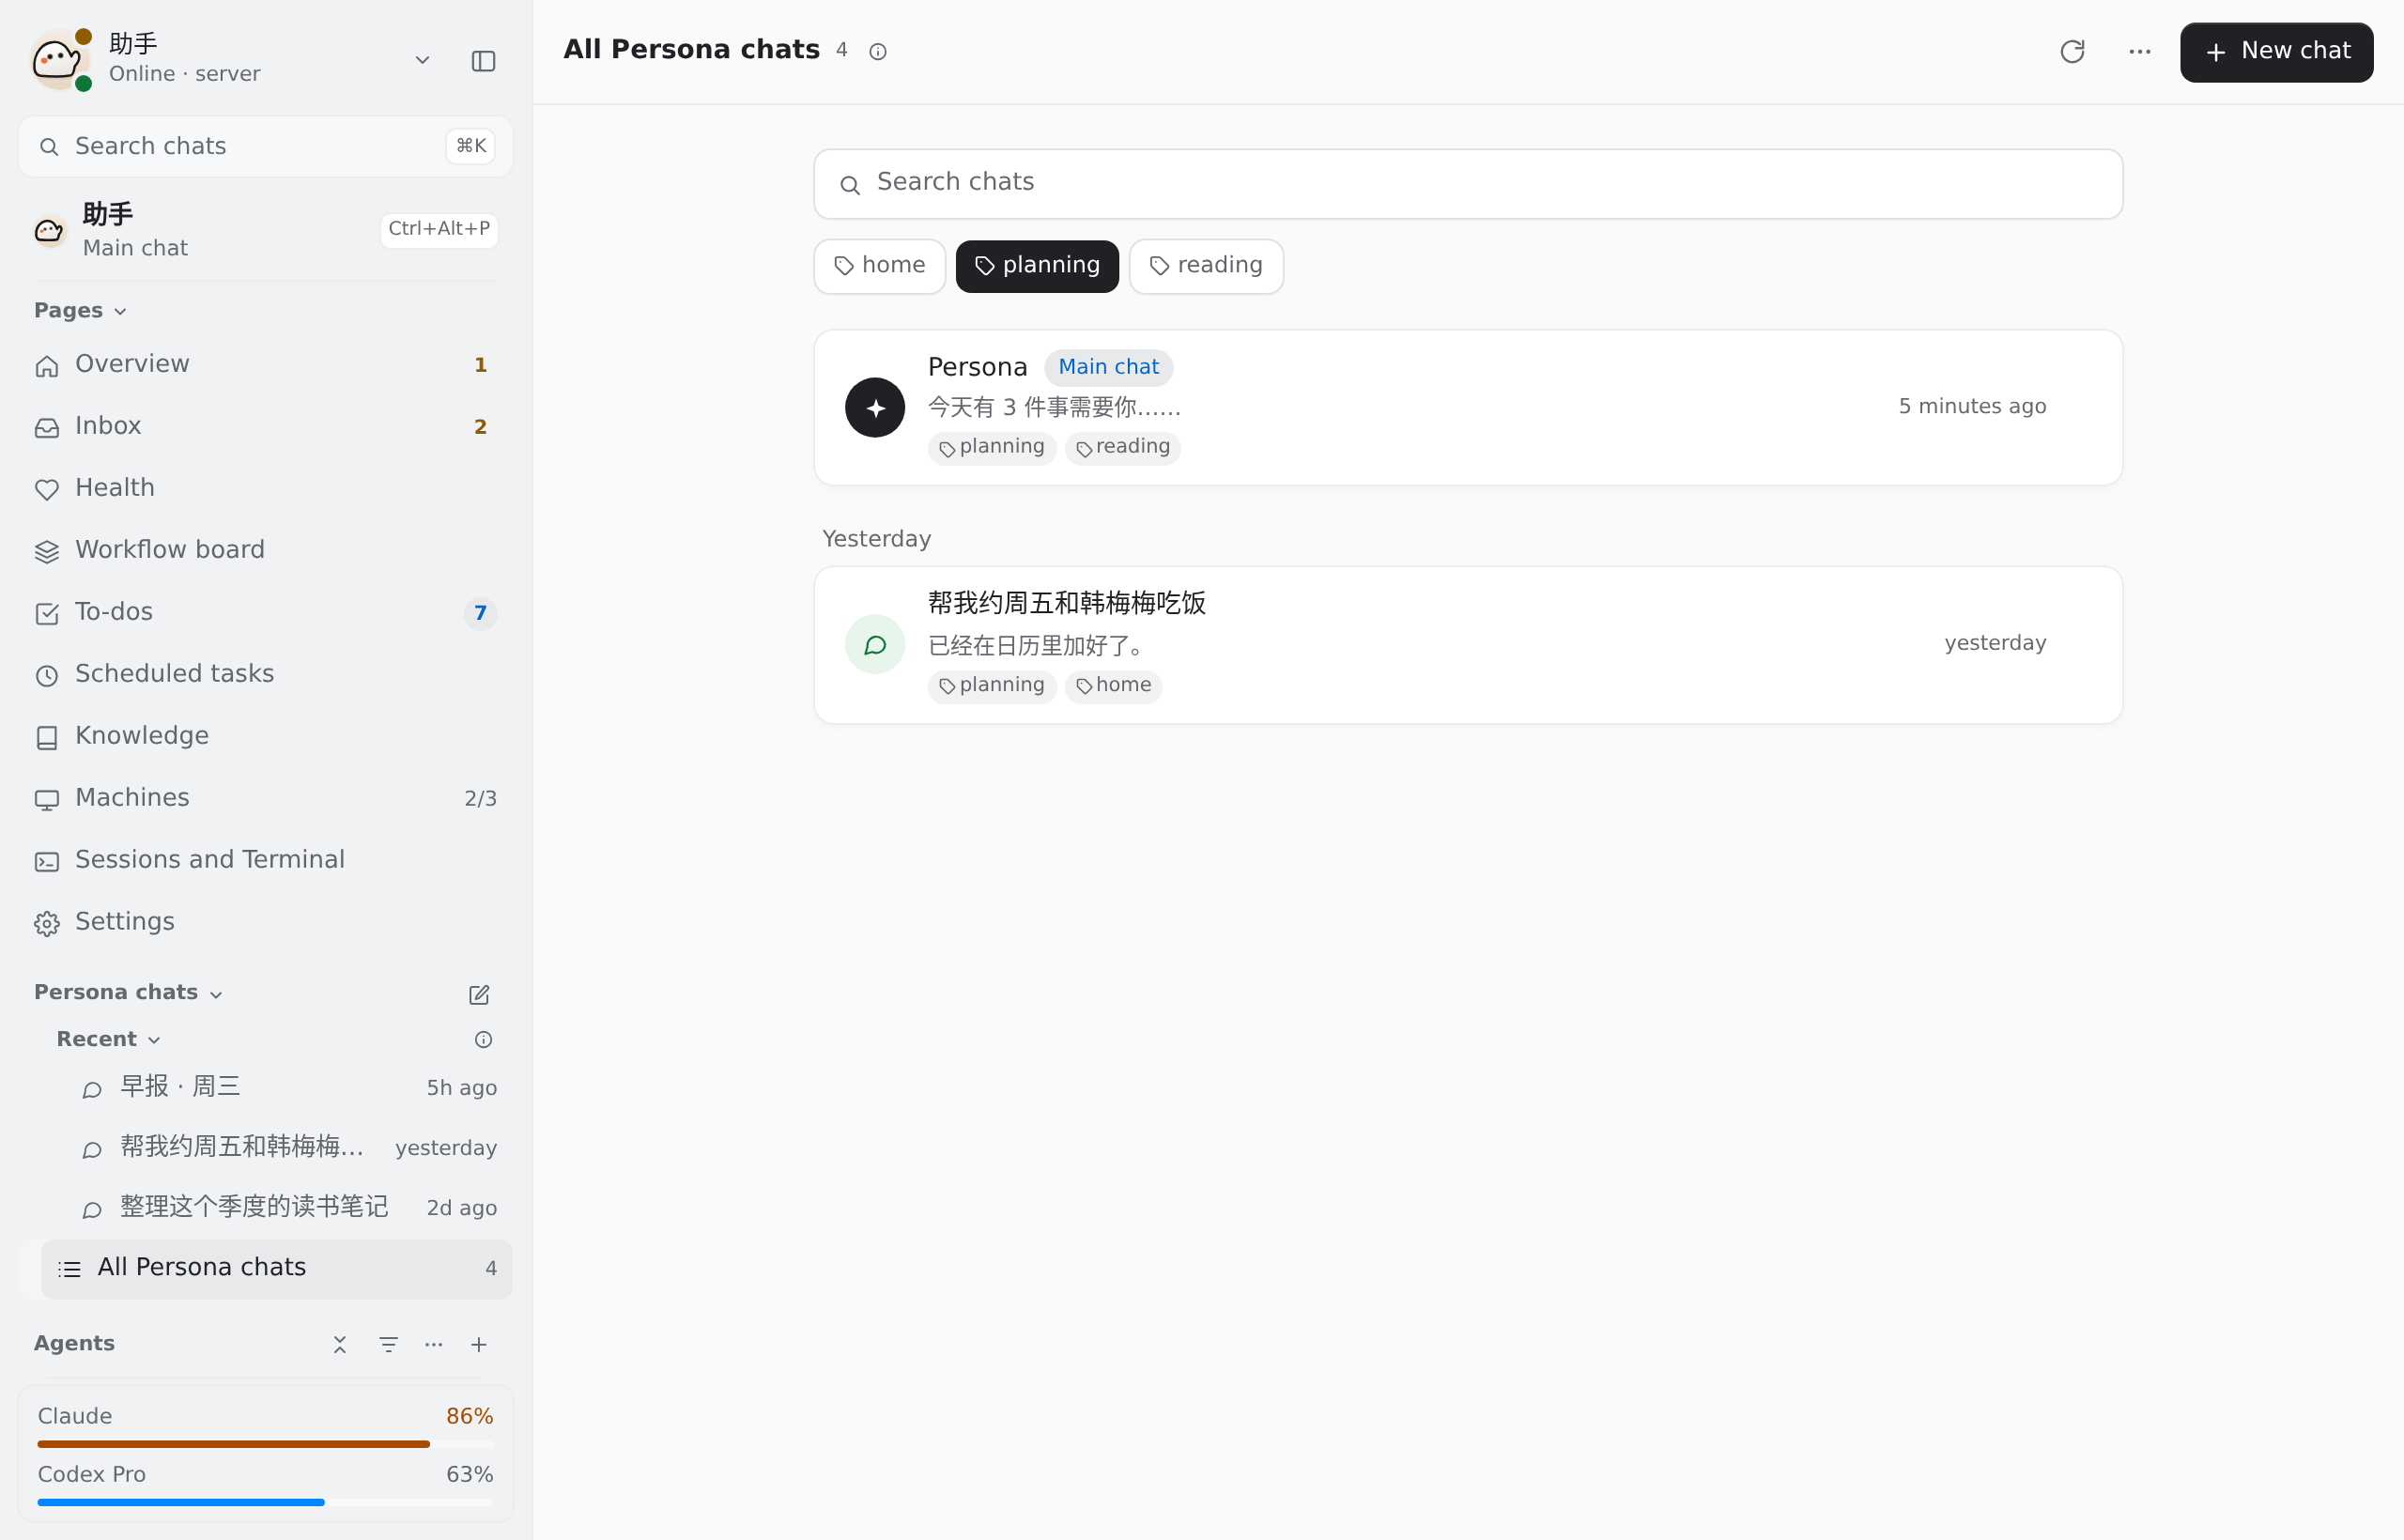 助手
Online · server
Search chats ⌘K
助手
Main chat
Ctrl+Alt+P
Pages
Overview 1
Inbox 2
Health
Workflow board
To-dos 7
Scheduled tasks
Knowledge
Machines 2/3
Sessions and Terminal
Settings
Persona chats
Recent
早报 · 周三 5h ago
帮我约周五和韩梅梅… yesterday
整理这个季度的读书笔记 2d ago
All Persona chats 4
Agents
Claude 86%
Codex Pro 63%
All Persona chats 4
New chat
Search chats
home planning reading
Persona Main chat
今天有 3 件事需要你……
5 minutes ago
planning reading
Yesterday
帮我约周五和韩梅梅吃饭
已经在日历里加好了。
yesterday
planning home